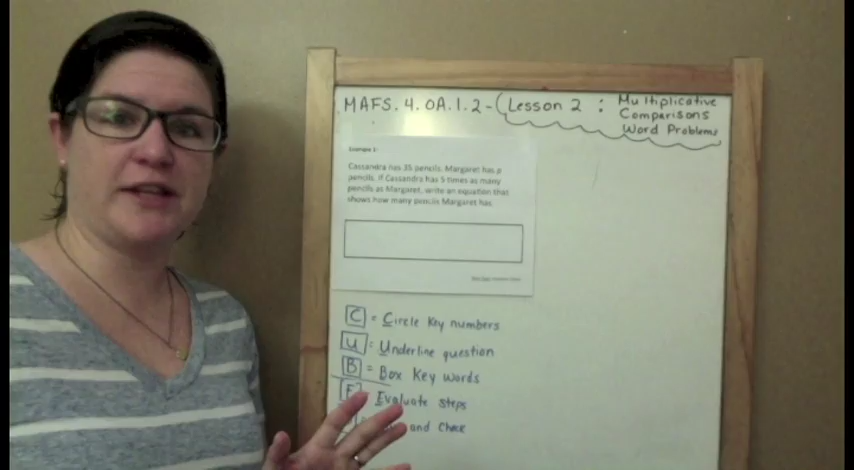 MAFS.4.OA.1.2 - Lesson 2 : Multiplicative
Comparisons
Word Problems
Example 1:
Cassandra has 35 pencils. Margaret has p
pencils. If Cassandra has 5 times as many
pencils as Margaret, write an equation that
shows how many pencils Margaret has.
C = Circle Key numbers
U = Underline question
B = Box Key Words
E = Evaluate Steps
and Check